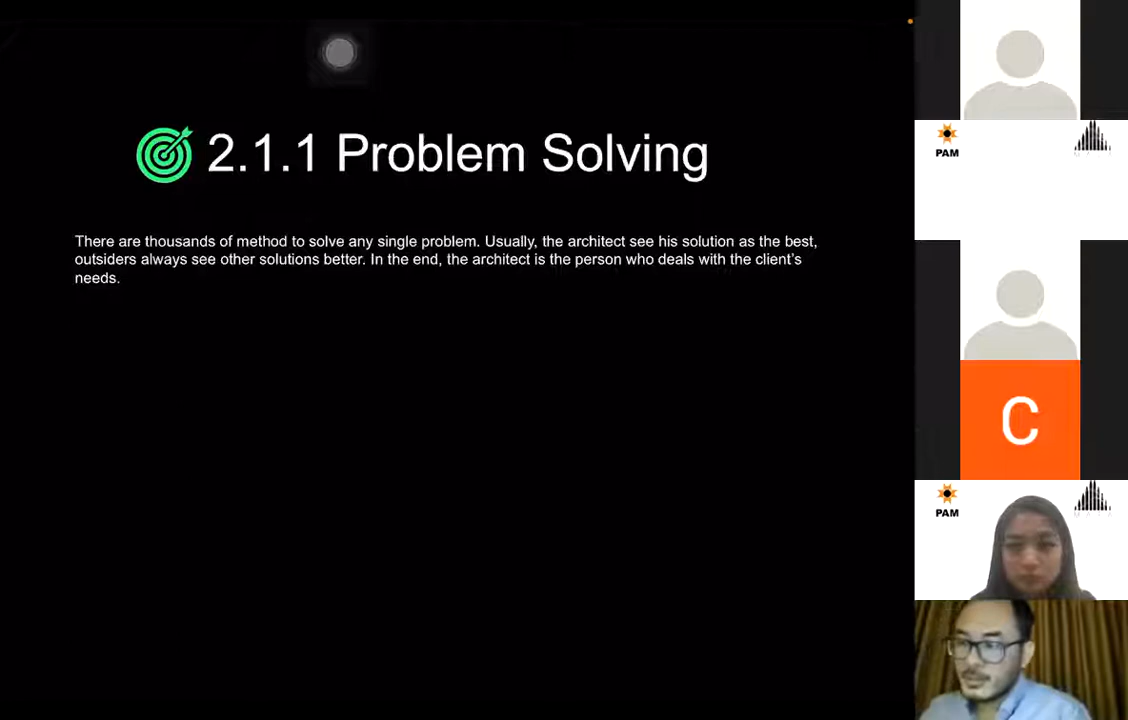 2.1.1 Problem Solving
There are thousands of method to solve any single problem. Usually, the architect see his solution as the best,
outsiders always see other solutions better. In the end, the architect is the person who deals with the client's
needs.
PAM
C
PAM